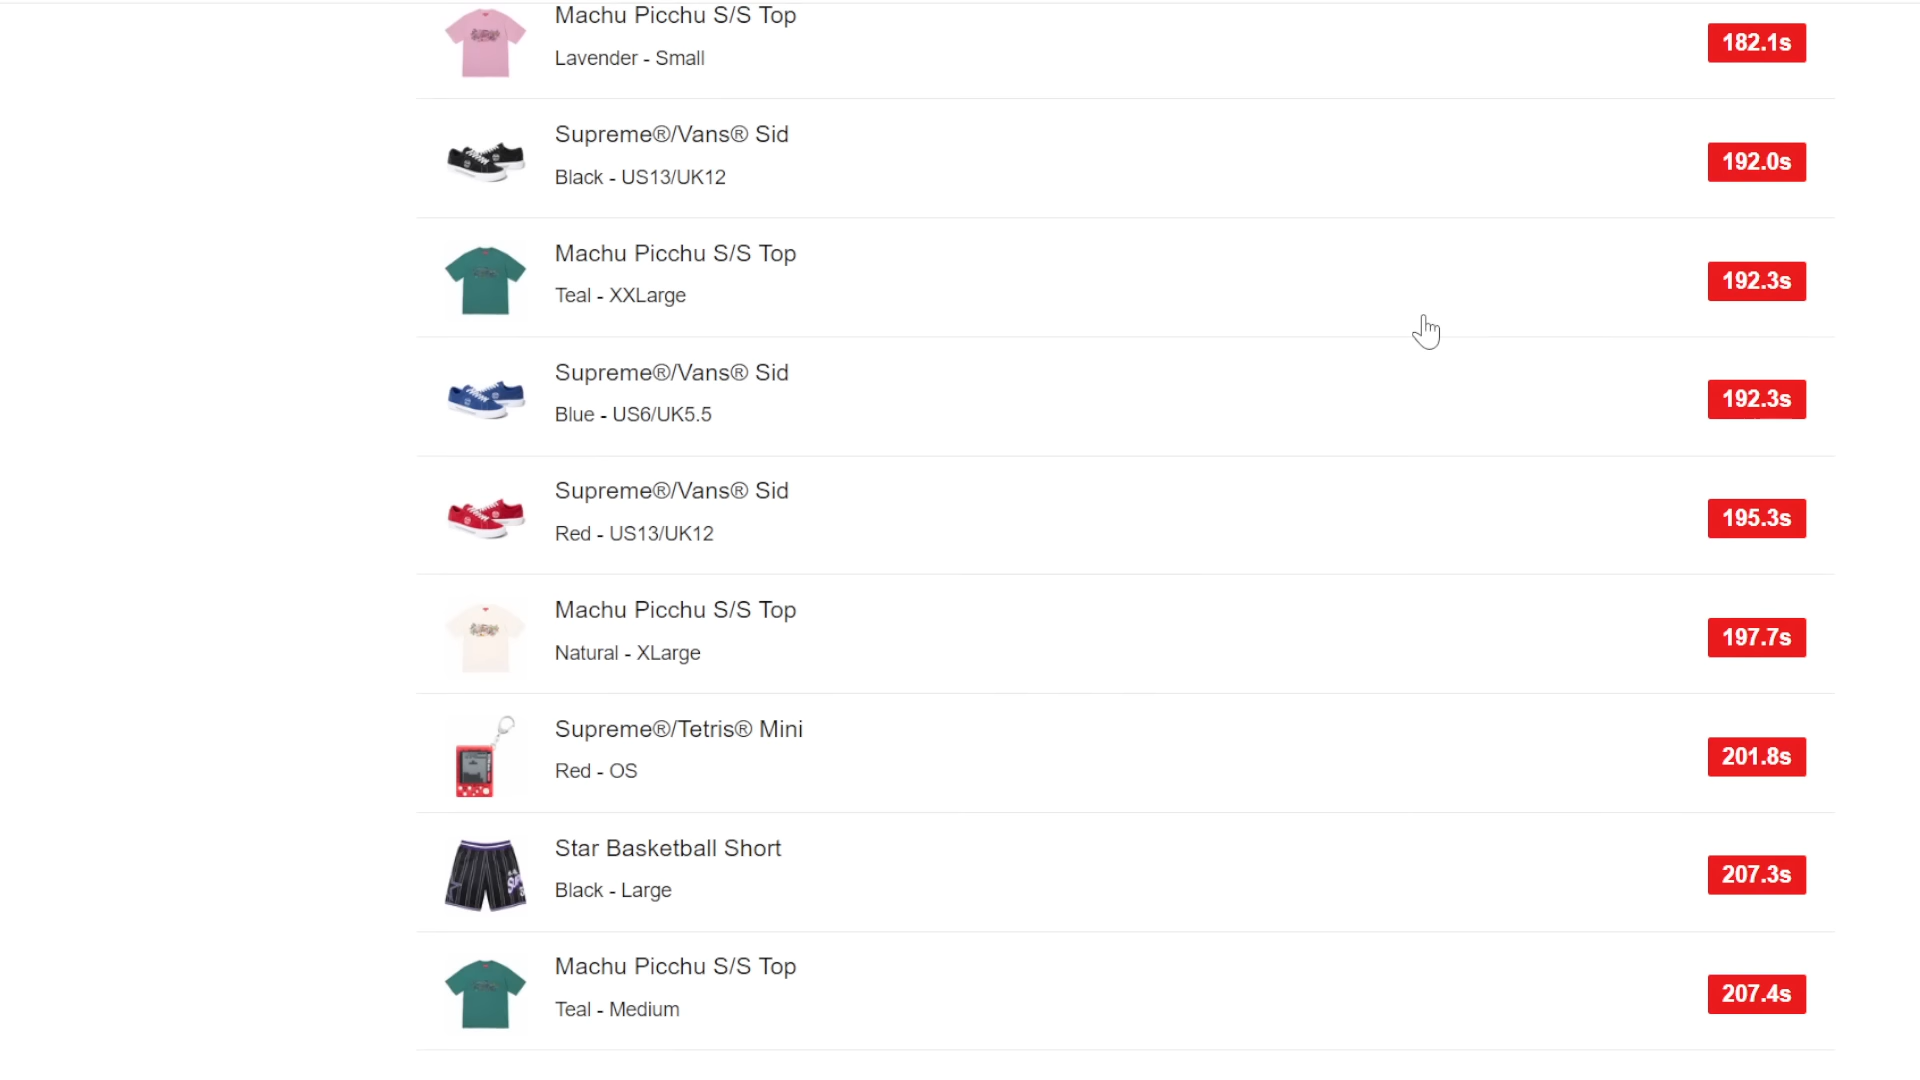 Machu Picchu S/S Top
Lavender - Small
182.1s
Supreme®/Vans® Sid
Black - US13/UK12
192.0s
Machu Picchu S/S Top
Teal - XXLarge
192.3s
Supreme®/Vans® Sid
Blue - US6/UK5.5
192.3s
Supreme®/Vans® Sid
Red - US13/UK12
195.3s
Machu Picchu S/S Top
Natural - XLarge
197.7s
Supreme®/Tetris® Mini
Red - OS
201.8s
Star Basketball Short
Black - Large
207.3s
Machu Picchu S/S Top
Teal - Medium
207.4s